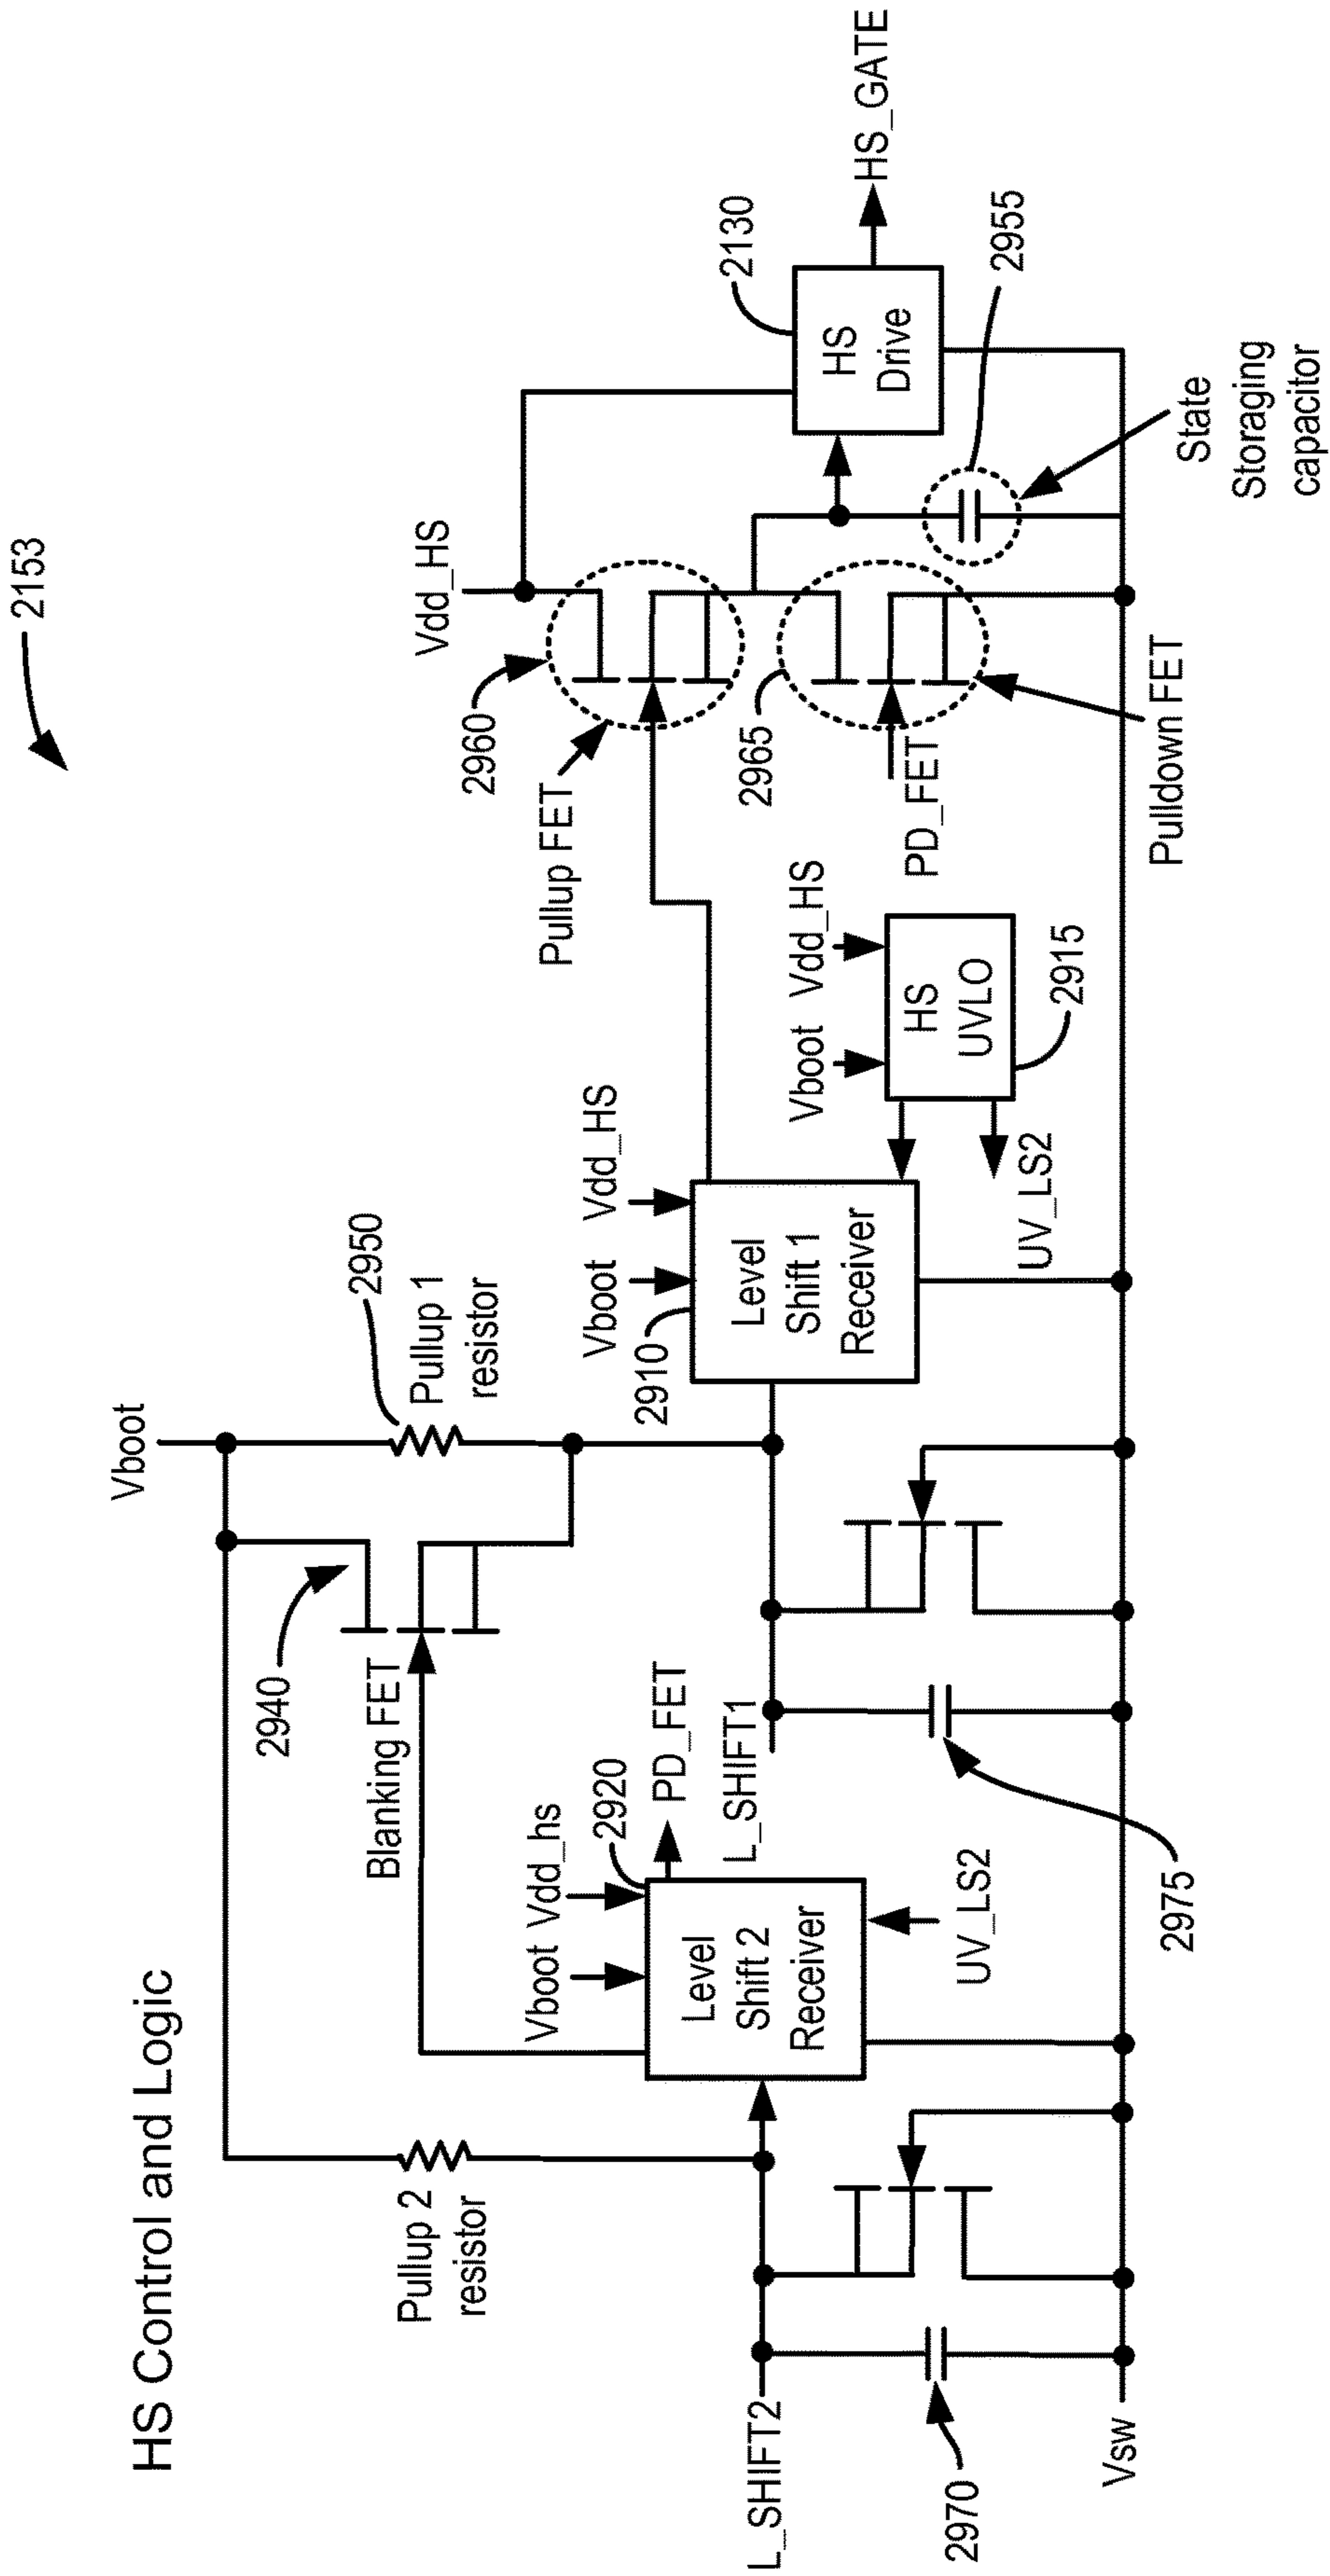 HS Control and Logic
2153
Vboot
2940
Blanking FET
2950
Pullup 1
resistor
Pullup 2
resistor
Vboot
Vdd_hs
2920
PD_FET
Level
Shift 2
Receiver
UV_LS2
L_SHIFT2
2970
Vsw
L_SHIFT1
2975
Vboot
Vdd_HS
2910
Level
Shift 1
Receiver
Vboot
Vdd_HS
HS
UVLO
2915
UV_LS2
Vdd_HS
2960
Pullup FET
2965
PD_FET
Pulldown FET
2130
HS
Drive
HS_GATE
2955
State
Storaging
capacitor